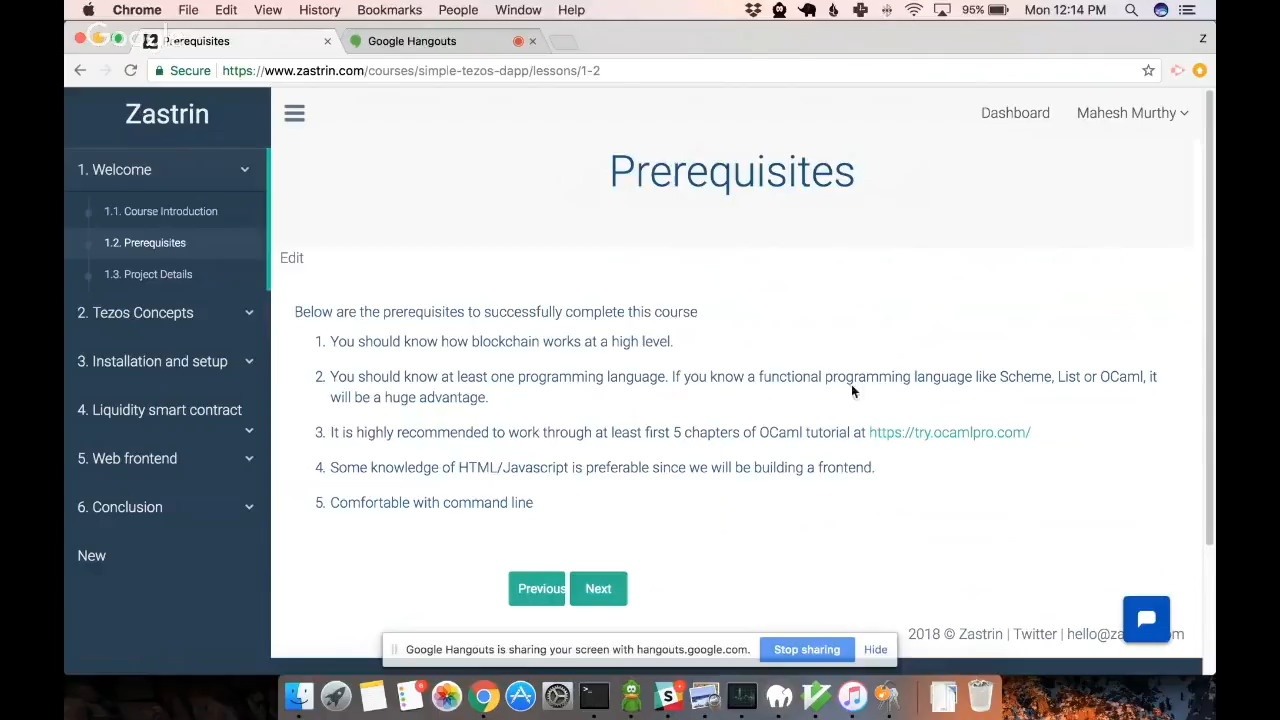 Chrome File Edit View History Bookmarks People Window Help 95% Mon 12:14 PM
Prerequisites Google Hangouts Z
Secure https://www.zastrin.com/courses/simple-tezos-dapp/lessons/1-2
Zastrin Dashboard Mahesh Murthy
1. Welcome
1.1. Course Introduction
1.2. Prerequisites
1.3. Project Details
2. Tezos Concepts
3. Installation and setup
4. Liquidity smart contract
5. Web frontend
6. Conclusion
New
Prerequisites
Edit
Below are the prerequisites to successfully complete this course
1. You should know how blockchain works at a high level.
2. You should know at least one programming language. If you know a functional programming language like Scheme, List or OCaml, it
will be a huge advantage.
3. It is highly recommended to work through at least first 5 chapters of OCaml tutorial at https://try.ocamlpro.com/
4. Some knowledge of HTML/Javascript is preferable since we will be building a frontend.
5. Comfortable with command line
Previous Next
2018 © Zastrin | Twitter |
Google Hangouts is sharing your screen with hangouts.google.com. Stop sharing Hide